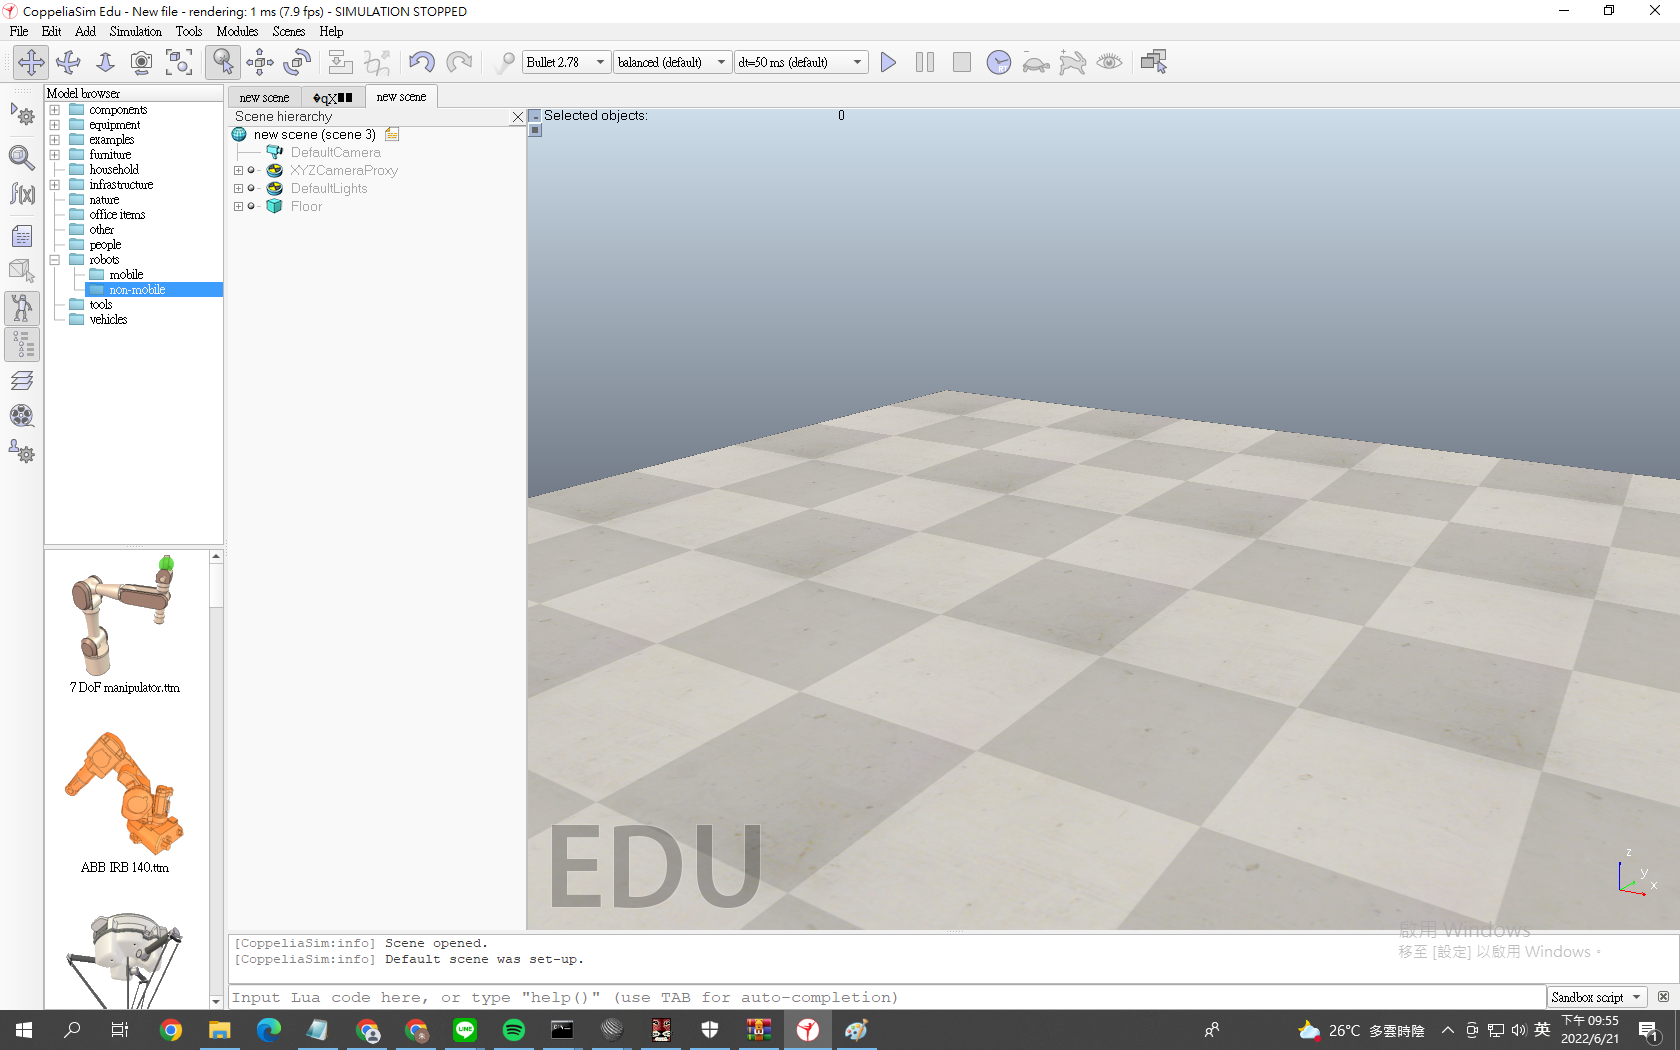 CoppeliaSim Edu - New file - rendering: 1 ms (7.9 fps) - SIMULATION STOPPED
File Edit Add Simulation Tools Modules Scenes Help
Bullet 2.78 balanced (default) dt=50 ms (default)
Model browser
components
equipment
examples
furniture
household
infrastructure
nature
office items
other
people
robots
mobile
non-mobile
tools
vehicles
7 DoF manipulator.ttm
ABB IRB 140.ttm
new scene qX new scene
Scene hierarchy
new scene (scene 3)
DefaultCamera
XYZCameraProxy
DefaultLights
Floor
Selected objects: 0
EDU
z
y
x
啟用 Windows
移至 [設定] 以啟用 Windows。
[CoppeliaSim:info] Scene opened.
[CoppeliaSim:info] Default scene was set-up.
Input Lua code here, or type "help()" (use TAB for auto-completion)
Sandbox script
26°C 多雲時陰
英
下午 09:55
2022/6/21
1